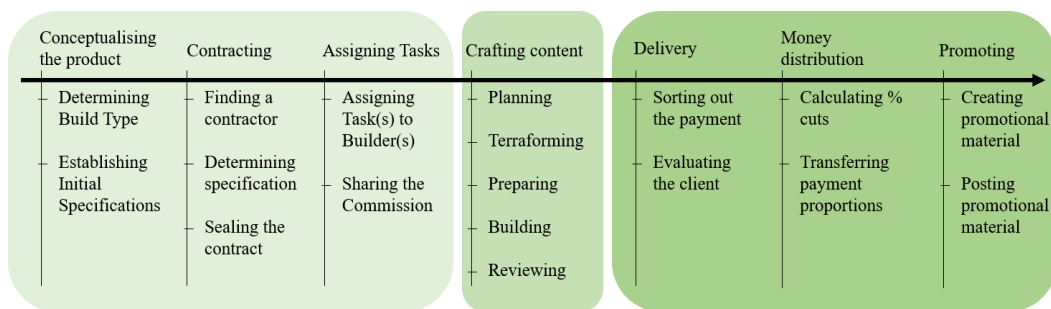 Conceptualising
the product
Contracting
Assigning Tasks
Crafting content
Delivery
Money
distribution
Promoting
Determining
Build Type
Establishing
Initial
Specifications
Finding a
contractor
Determining
specification
Sealing the
contract
Assigning
Task(s) to
Builder(s)
Sharing the
Commission
Planning
Terraforming
Preparing
Building
Reviewing
Sorting out
the payment
Evaluating
the client
Calculating %
cuts
Transferring
payment
proportions
Creating
promotional
material
Posting
promotional
material